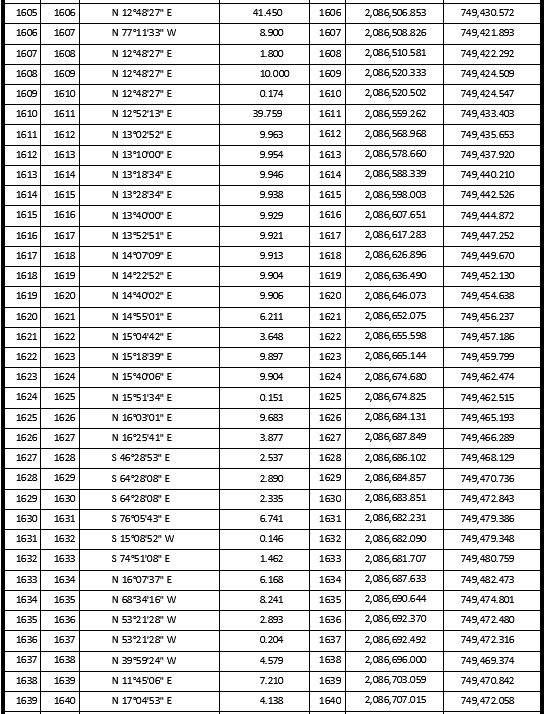 1605 1606 N 12°48'27" E 41.450 1606 2,086,506.853 749,430.572
1606 1607 N 77°11'33" W 8.900 1607 2,086,508.826 749,421.893
1607 1608 N 12°48'27" E 1.800 1608 2,086,510.581 749,422.292
1608 1609 N 12°48'27" E 10.000 1609 2,086,520.333 749,424.509
1609 1610 N 12°48'27" E 0.174 1610 2,086,520.502 749,424.547
1610 1611 N 12°52'13" E 39.759 1611 2,086,559.262 749,433.403
1611 1612 N 13°02'52" E 9.963 1612 2,086,568.968 749,435.653
1612 1613 N 13°10'00" E 9.954 1613 2,086,578.660 749,437.920
1613 1614 N 13°18'34" E 9.946 1614 2,086,588.339 749,440.210
1614 1615 N 13°28'34" E 9.938 1615 2,086,598.003 749,442.526
1615 1616 N 13°40'00" E 9.929 1616 2,086,607.651 749,444.872
1616 1617 N 13°52'51" E 9.921 1617 2,086,617.283 749,447.252
1617 1618 N 14°07'09" E 9.913 1618 2,086,626.896 749,449.670
1618 1619 N 14°22'52" E 9.904 1619 2,086,636.490 749,452.130
1619 1620 N 14°40'02" E 9.906 1620 2,086,646.073 749,454.638
1620 1621 N 14°55'01" E 6.211 1621 2,086,652.075 749,456.237
1621 1622 N 15°04'42" E 3.648 1622 2,086,655.598 749,457.186
1622 1623 N 15°18'39" E 9.897 1623 2,086,665.144 749,459.799
1623 1624 N 15°40'06" E 9.904 1624 2,086,674.680 749,462.474
1624 1625 N 15°51'34" E 0.151 1625 2,086,674.825 749,462.515
1625 1626 N 16°03'01" E 9.683 1626 2,086,684.131 749,465.193
1626 1627 N 16°25'41" E 3.877 1627 2,086,687.849 749,466.289
1627 1628 S 46°28'53" E 2.537 1628 2,086,686.102 749,468.129
1628 1629 S 64°28'08" E 2.890 1629 2,086,684.857 749,470.736
1629 1630 S 64°28'08" E 2.335 1630 2,086,683.851 749,472.843
1630 1631 S 76°05'43" E 6.741 1631 2,086,682.231 749,479.386
1631 1632 S 15°08'52" W 0.146 1632 2,086,682.090 749,479.348
1632 1633 S 74°51'08" E 1.462 1633 2,086,681.707 749,480.759
1633 1634 N 16°07'37" E 6.168 1634 2,086,687.633 749,482.473
1634 1635 N 68°34'16" W 8.241 1635 2,086,690.644 749,474.801
1635 1636 N 53°21'28" W 2.893 1636 2,086,692.370 749,472.480
1636 1637 N 53°21'28" W 0.204 1637 2,086,692.492 749,472.316
1637 1638 N 39°59'24" W 4.579 1638 2,086,696.000 749,469.374
1638 1639 N 11°45'06" E 7.210 1639 2,086,703.059 749,470.842
1639 1640 N 17°04'53" E 4.138 1640 2,086,707.015 749,472.058